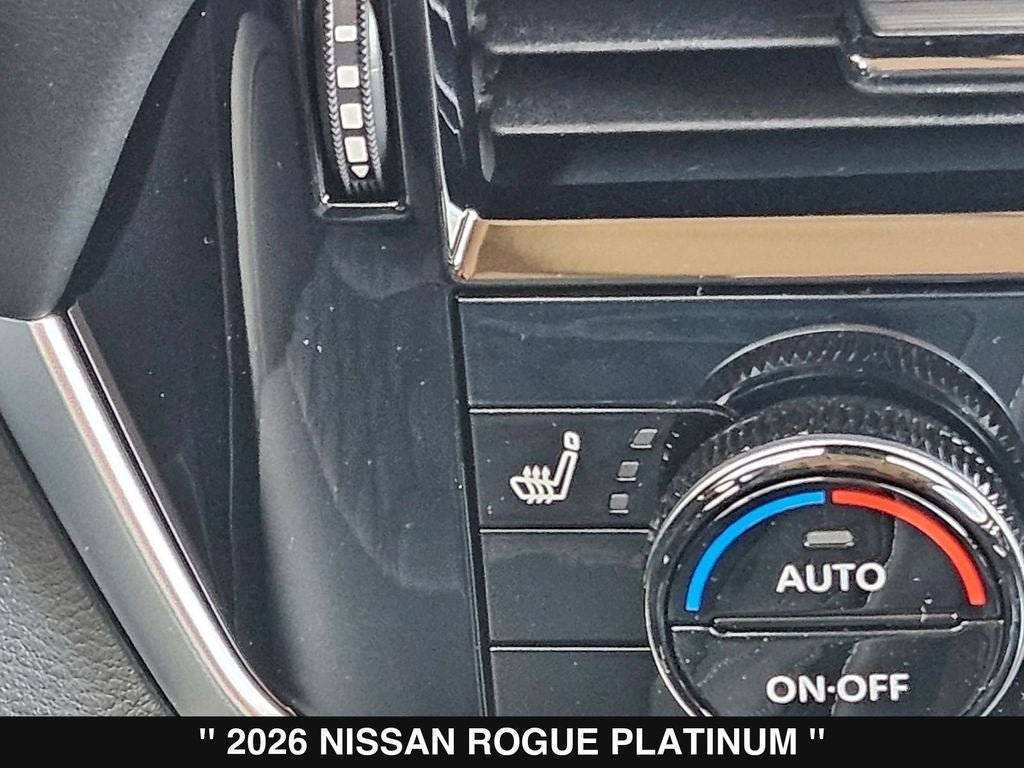 AUTO
ON·OFF
" 2026 NISSAN ROGUE PLATINUM "